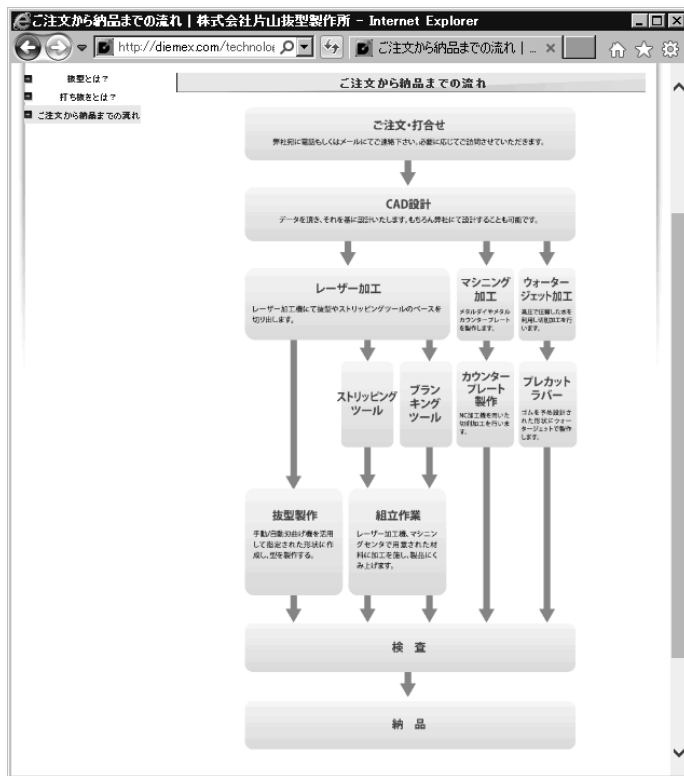 ご注文から納品までの流れ | 株式会社片山抜型製作所 - Internet Explorer
http://diemex.com/technolog
ご注文から納品までの流れ | ...
抜型とは？
打ち抜きとは？
ご注文から納品までの流れ
ご注文から納品までの流れ
ご注文・打合せ
弊社宛に電話もしくはメールにてご連絡下さい。必要に応じてご訪問させていただきます。
CAD設計
データを頂き、それを基に設計いたします。もちろん弊社にて設計することも可能です。
レーザー加工
レーザー加工機にて抜型やストリッピングツールのベースを
切り出します。
マシニング
加工
メタルダイやメタル
カウンタープレート
を製作します。
ウォーター
ジェット加工
高圧で圧縮した水を
利用し切削加工を行
います。
ストリッピング
ツール
ブラン
キング
ツール
カウンター
プレート
製作
NC加工機を用いた
切削加工を行いま
す。
プレカット
ラバー
ゴムを予め設計さ
れた形状にウォー
タージェットで製作
します。
抜型製作
手動/自動刃曲げ機を活用
して指定された形状に作
成し、型を製作する。
組立作業
レーザー加工機、マシニン
グセンタで用意された材
料に加工を施し、製品にく
み上げます。
検 査
納 品